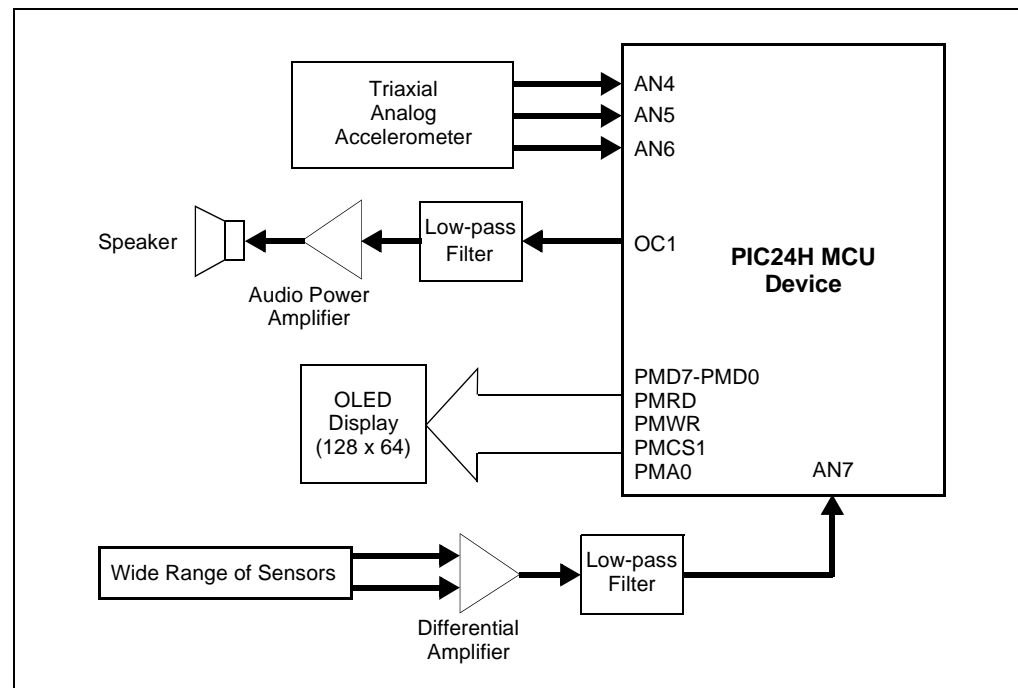 Triaxial
Analog
Accelerometer
AN4
AN5
AN6
Speaker
Audio Power
Amplifier
Low-pass
Filter
OC1
PIC24H MCU
Device
OLED
Display
(128 x 64)
PMD7-PMD0
PMRD
PMWR
PMCS1
PMA0
AN7
Wide Range of Sensors
Differential
Amplifier
Low-pass
Filter